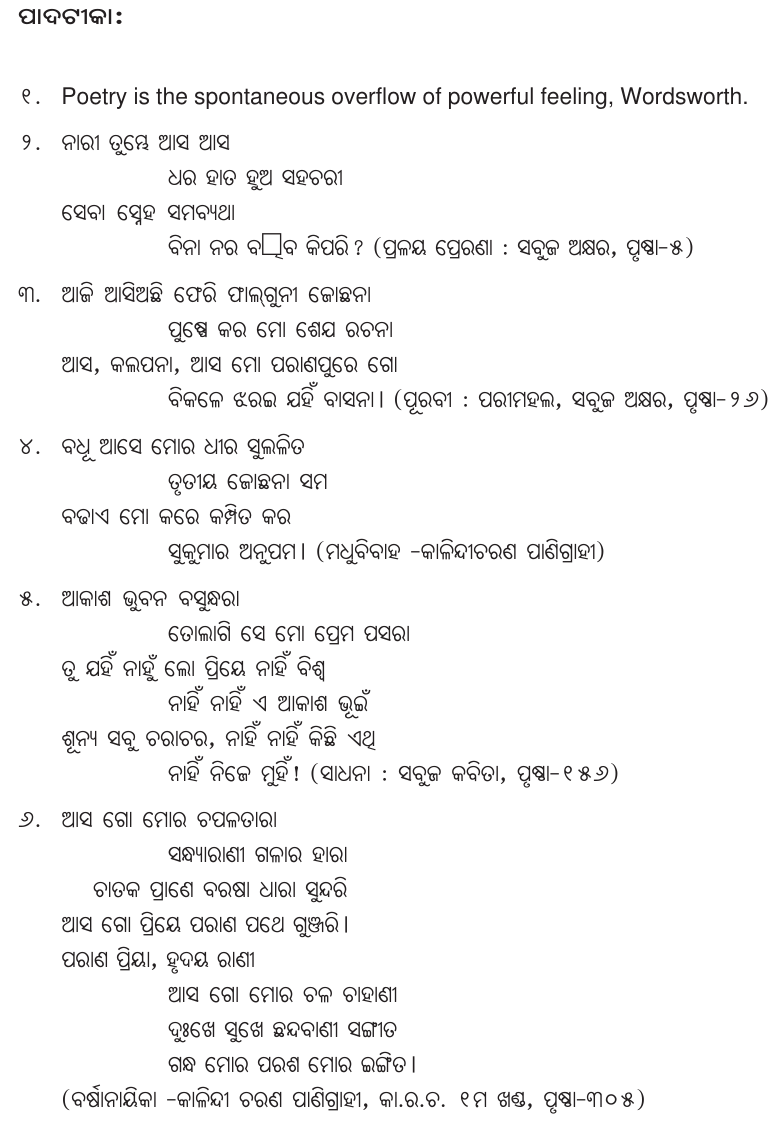 ପାଦଟୀକା:
୧. Poetry is the spontaneous overflow of powerful feeling, Wordsworth.
୨. ନାରୀ ତୁମ୍ଭେ ଆସ ଆସ
ଧର ହାତ ହୁଅ ସହଚରୀ
ସେବା ସ୍ନେହ ସମବ୍ୟଥା
ବିନା ନର କିପରି? (ପ୍ରଳୟ ପ୍ରେରଣା : ସବୁଜ ଅକ୍ଷର, ପୃଷ୍ଠା-୫)
୩. ଆଜି ଆସିଅଛି ଫେରି ଫାଲ୍‌ଗୁନୀ ଜୋଛନା
ପୁଷ୍ପେ କର ମୋ ଶେଯ ରଚନା
ଆସ, କଲପନା, ଆସ ମୋ ପରାଣପୁରେ ଗୋ
ବିକଳେ ଝରଇ ଯହିଁ ବାସନା। (ପୂରବୀ : ପରୀମହଲ, ସବୁଜ ଅକ୍ଷର, ପୃଷ୍ଠା-୨୬)
୪. ବଧୂ ଆସେ ମୋର ଧୀର ସୁଲଳିତ
ତୃତୀୟ ଜୋଛନା ସମ
ବଢାଏ ମୋ କରେ କମ୍ପିତ କର
ସୁକୁମାର ଅନୁପମ। (ମଧୁବିବାହ -କାଳିନ୍ଦୀଚରଣ ପାଣିଗ୍ରାହୀ)
୫. ଆକାଶ ଭୁବନ ବସୁନ୍ଧରା
ତୋଲାଗି ସେ ମୋ ପ୍ରେମ ପସରା
ତୁ ଯହିଁ ନାହୁଁ ଲୋ ପ୍ରିୟେ ନାହିଁ ବିଶ୍ୱ
ନାହିଁ ନାହିଁ ଏ ଆକାଶ ଭୂଇଁ
ଶୂନ୍ୟ ସବୁ ଚରାଚର, ନାହିଁ ନାହିଁ କିଛି ଏଥି
ନାହିଁ ନିଜେ ମୁହିଁ! (ସାଧନା : ସବୁଜ କବିତା, ପୃଷ୍ଠା-୧୫୬)
୬. ଆସ ଗୋ ମୋର ଚପଳତାରା
ସନ୍ଧ୍ୟାରାଣୀ ଗଳାର ହାରା
ଚାତକ ପ୍ରାଣେ ବରଷା ଧାରା ସୁନ୍ଦରି
ଆସ ଗୋ ପ୍ରିୟେ ପରାଣ ପଥେ ଗୁଞ୍ଜରି।
ପରାଣ ପ୍ରିୟା, ହୃଦୟ ରାଣୀ
ଆସ ଗୋ ମୋର ଚଳ ଚାହାଣୀ
ଦୁଃଖେ ସୁଖେ ଛନ୍ଦବାଣୀ ସଙ୍ଗୀତ
ଗନ୍ଧ ମୋର ପରଶ ମୋର ଇଙ୍ଗିତ।
(ବର୍ଷାନାୟିକା -କାଳିନ୍ଦୀ ଚରଣ ପାଣିଗ୍ରାହୀ, କା.ର.ଚ. ୧ମ ଖଣ୍ଡ, ପୃଷ୍ଠା-୩୦୫)